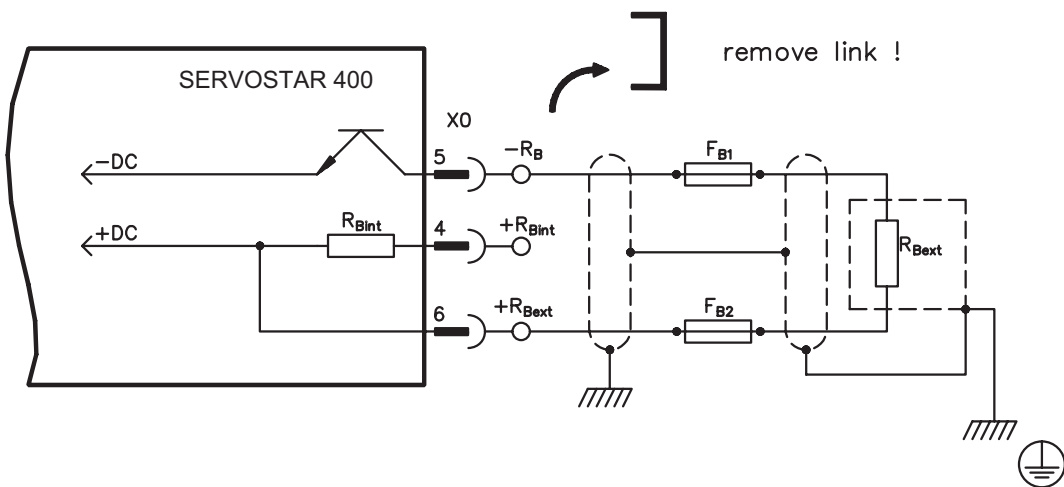 remove link !
SERVOSTAR 400
X0
-DC
5
-RB
FB1
+DC
RBint
4
+RBint
RBext
6
+RBext
FB2